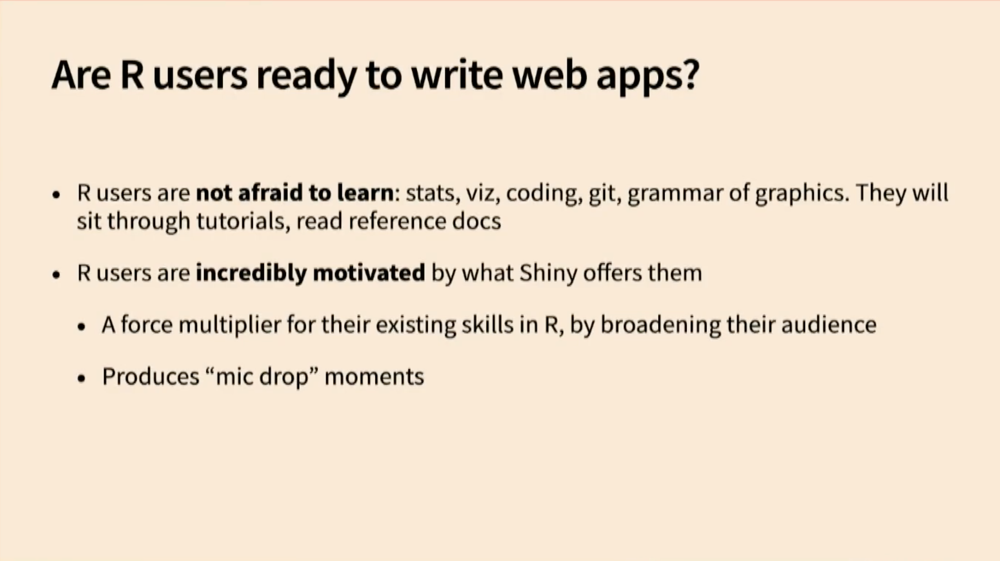 Are R users ready to write web apps?
• R users are not afraid to learn: stats, viz, coding, git, grammar of graphics. They will
sit through tutorials, read reference docs
• R users are incredibly motivated by what Shiny offers them
• A force multiplier for their existing skills in R, by broadening their audience
• Produces “mic drop” moments